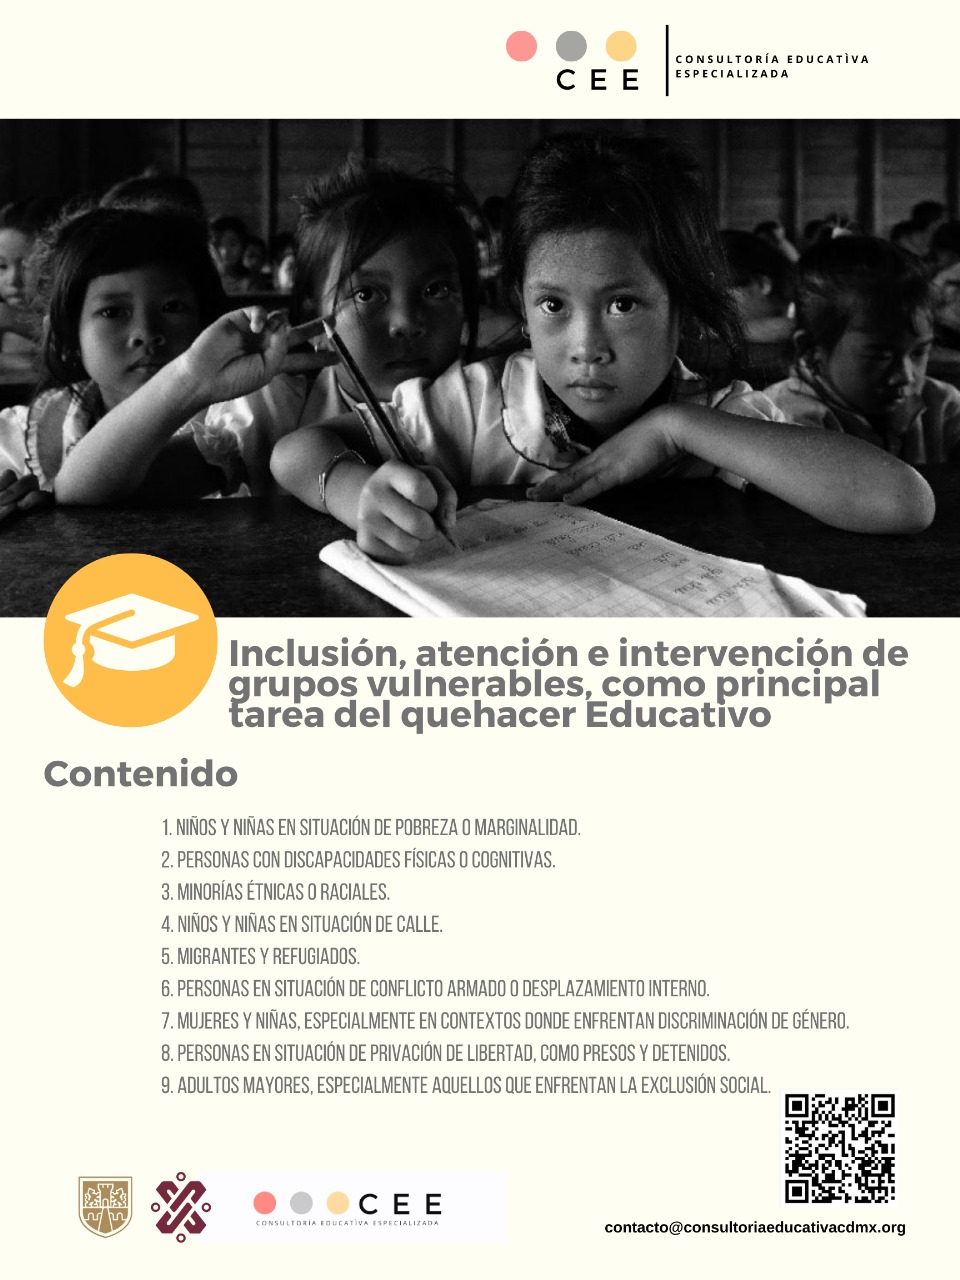 CEE
CONSULTORÍA EDUCATÌVA
ESPECIALIZADA
Inclusión, atención e intervención de
grupos vulnerables, como principal
tarea del quehacer Educativo
Contenido
1. NIÑOS Y NIÑAS EN SITUACIÓN DE POBREZA O MARGINALIDAD.
2. PERSONAS CON DISCAPACIDADES FÍSICAS O COGNITIVAS.
3. MINORÍAS ÉTNICAS O RACIALES.
4. NIÑOS Y NIÑAS EN SITUACIÓN DE CALLE.
5. MIGRANTES Y REFUGIADOS.
6. PERSONAS EN SITUACIÓN DE CONFLICTO ARMADO O DESPLAZAMIENTO INTERNO.
7. MUJERES Y NIÑAS, ESPECIALMENTE EN CONTEXTOS DONDE ENFRENTAN DISCRIMINACIÓN DE GÉNERO.
8. PERSONAS EN SITUACIÓN DE PRIVACIÓN DE LIBERTAD, COMO PRESOS Y DETENIDOS.
9. ADULTOS MAYORES, ESPECIALMENTE AQUELLOS QUE ENFRENTAN LA EXCLUSIÓN SOCIAL.
CEE
CONSULTORÍA EDUCATÌVA ESPECIALIZADA
contacto@consultoriaeducativacdmx.org